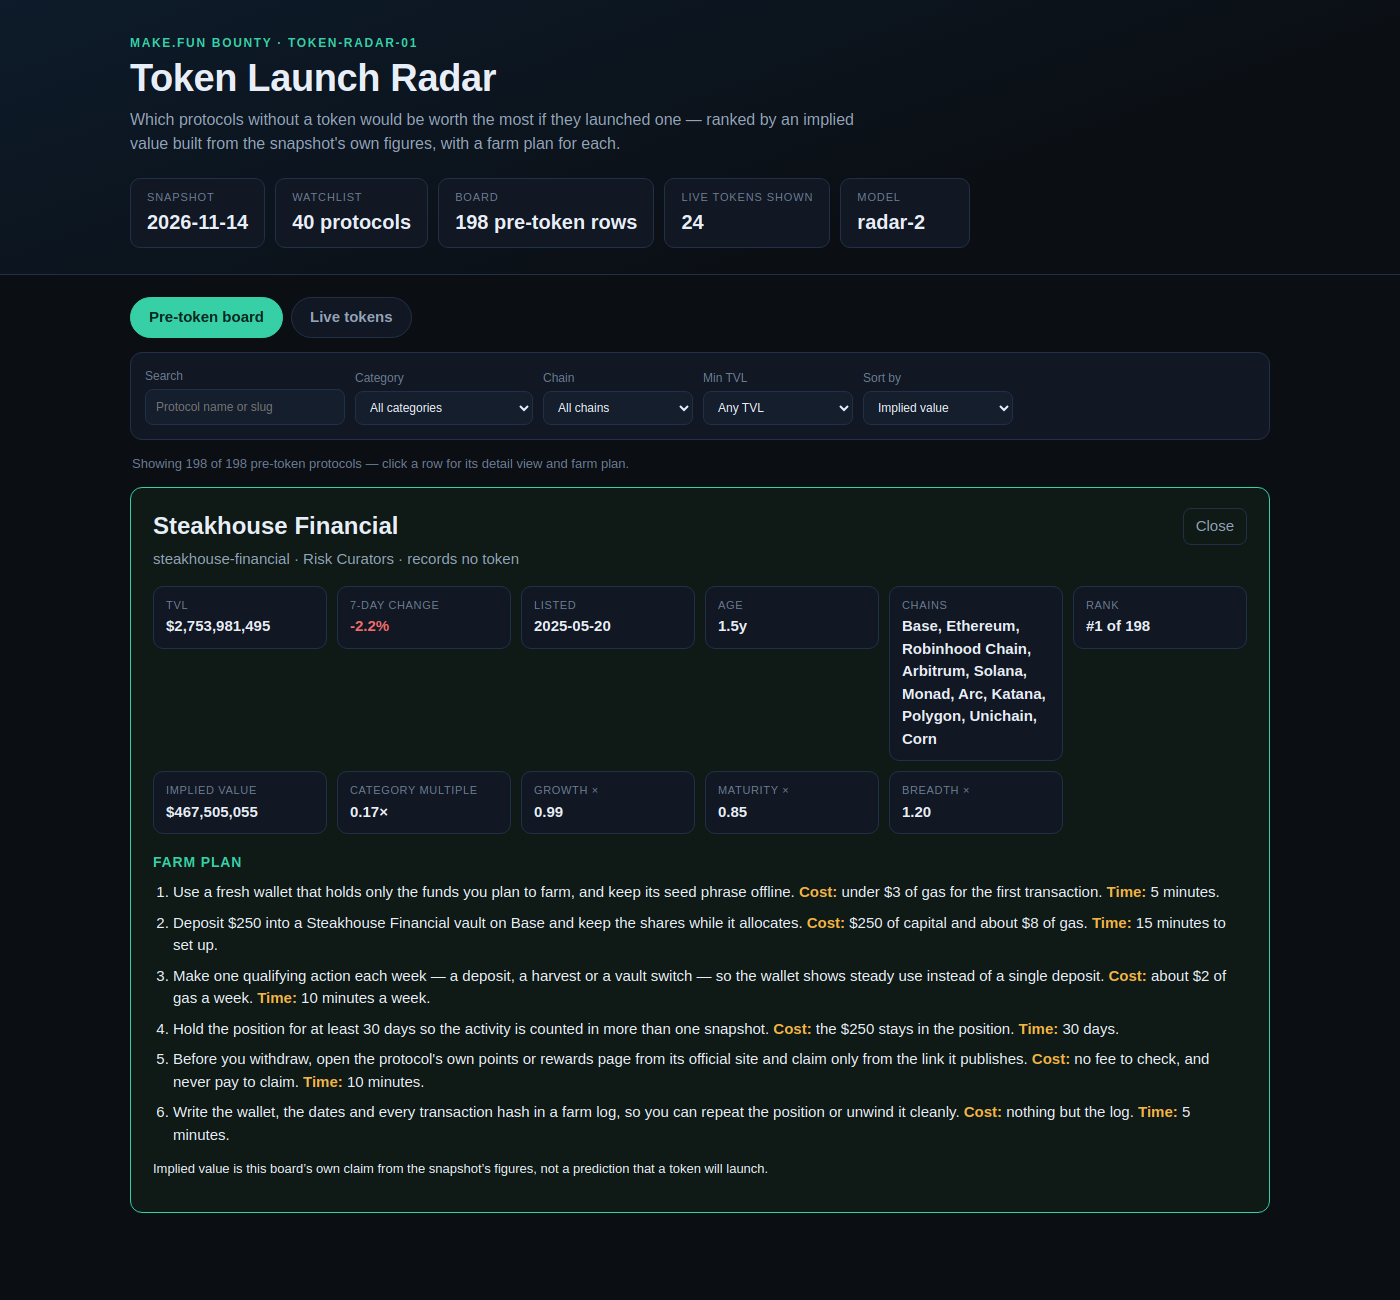 MAKE.FUN BOUNTY · TOKEN-RADAR-01
Token Launch Radar
Which protocols without a token would be worth the most if they launched one — ranked by an implied
value built from the snapshot's own figures, with a farm plan for each.
SNAPSHOT
2026-11-14
WATCHLIST
40 protocols
BOARD
198 pre-token rows
LIVE TOKENS SHOWN
24
MODEL
radar-2
Pre-token board
Live tokens
Search
Protocol name or slug
Category
All categories
Chain
All chains
Min TVL
Any TVL
Sort by
Implied value
Showing 198 of 198 pre-token protocols — click a row for its detail view and farm plan.
Steakhouse Financial
Close
steakhouse-financial · Risk Curators · records no token
TVL
$2,753,981,495
7-DAY CHANGE
-2.2%
LISTED
2025-05-20
AGE
1.5y
CHAINS
Base, Ethereum,
Robinhood Chain,
Arbitrum, Solana,
Monad, Arc, Katana,
Polygon, Unichain,
Corn
RANK
#1 of 198
IMPLIED VALUE
$467,505,055
CATEGORY MULTIPLE
0.17×
GROWTH ×
0.99
MATURITY ×
0.85
BREADTH ×
1.20
FARM PLAN
1. Use a fresh wallet that holds only the funds you plan to farm, and keep its seed phrase offline. Cost: under $3 of gas for the first transaction. Time: 5 minutes.
2. Deposit $250 into a Steakhouse Financial vault on Base and keep the shares while it allocates. Cost: $250 of capital and about $8 of gas. Time: 15 minutes to
set up.
3. Make one qualifying action each week — a deposit, a harvest or a vault switch — so the wallet shows steady use instead of a single deposit. Cost: about $2 of
gas a week. Time: 10 minutes a week.
4. Hold the position for at least 30 days so the activity is counted in more than one snapshot. Cost: the $250 stays in the position. Time: 30 days.
5. Before you withdraw, open the protocol's own points or rewards page from its official site and claim only from the link it publishes. Cost: no fee to check, and
never pay to claim. Time: 10 minutes.
6. Write the wallet, the dates and every transaction hash in a farm log, so you can repeat the position or unwind it cleanly. Cost: nothing but the log. Time: 5
minutes.
Implied value is this board's own claim from the snapshot's figures, not a prediction that a token will launch.